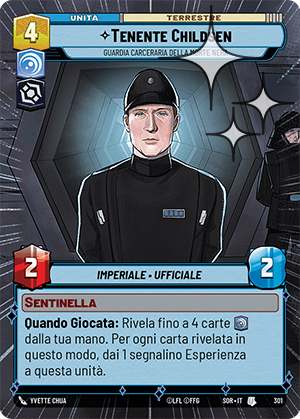 UNITÀ
TERRESTRE
4
TENENTE CHILDSEN
GUARDIA CARCERARIA DELLA MORTE NERA
2
IMPERIALE • UFFICIALE
2
SENTINELLA
Quando Giocata: Rivela fino a 4 carte
dalla tua mano. Per ogni carta rivelata in
questo modo, dai 1 segnalino Esperienza
a questa unità.
YVETTE CHUA
©LFL ©FFG
SOR • IT
301